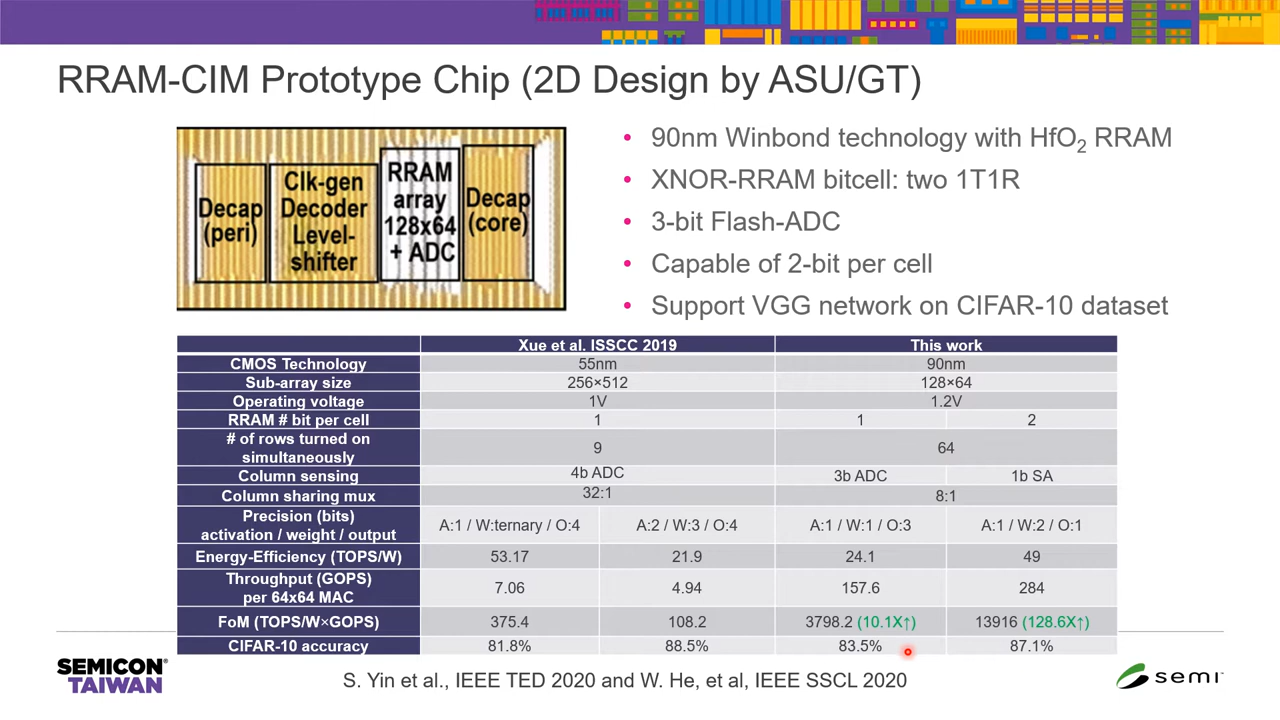 RRAM-CIM Prototype Chip (2D Design by ASU/GT)
Decap
(peri)
Clk-gen
Decoder
Level-
shifter
RRAM
array
128x64
+ ADC
Decap
(core)
• 90nm Winbond technology with HfO₂ RRAM
• XNOR-RRAM bitcell: two 1T1R
• 3-bit Flash-ADC
• Capable of 2-bit per cell
• Support VGG network on CIFAR-10 dataset
Xue et al. ISSCC 2019 This work
CMOS Technology 55nm 90nm
Sub-array size 256×512 128×64
Operating voltage 1V 1.2V
RRAM # bit per cell 1 1 2
# of rows turned on
simultaneously 9 64
Column sensing 4b ADC 3b ADC 1b SA
Column sharing mux 32:1 8:1
Precision (bits)
activation / weight / output A:1 / W:ternary / O:4 A:2 / W:3 / O:4 A:1 / W:1 / O:3 A:1 / W:2 / O:1
Energy-Efficiency (TOPS/W) 53.17 21.9 24.1 49
Throughput (GOPS)
per 64x64 MAC 7.06 4.94 157.6 284
FoM (TOPS/W×GOPS) 375.4 108.2 3798.2 (10.1X↑) 13916 (128.6X↑)
CIFAR-10 accuracy 81.8% 88.5% 83.5% 87.1%
SEMICON®
TAIWAN
S. Yin et al., IEEE TED 2020 and W. He, et al, IEEE SSCL 2020
semi